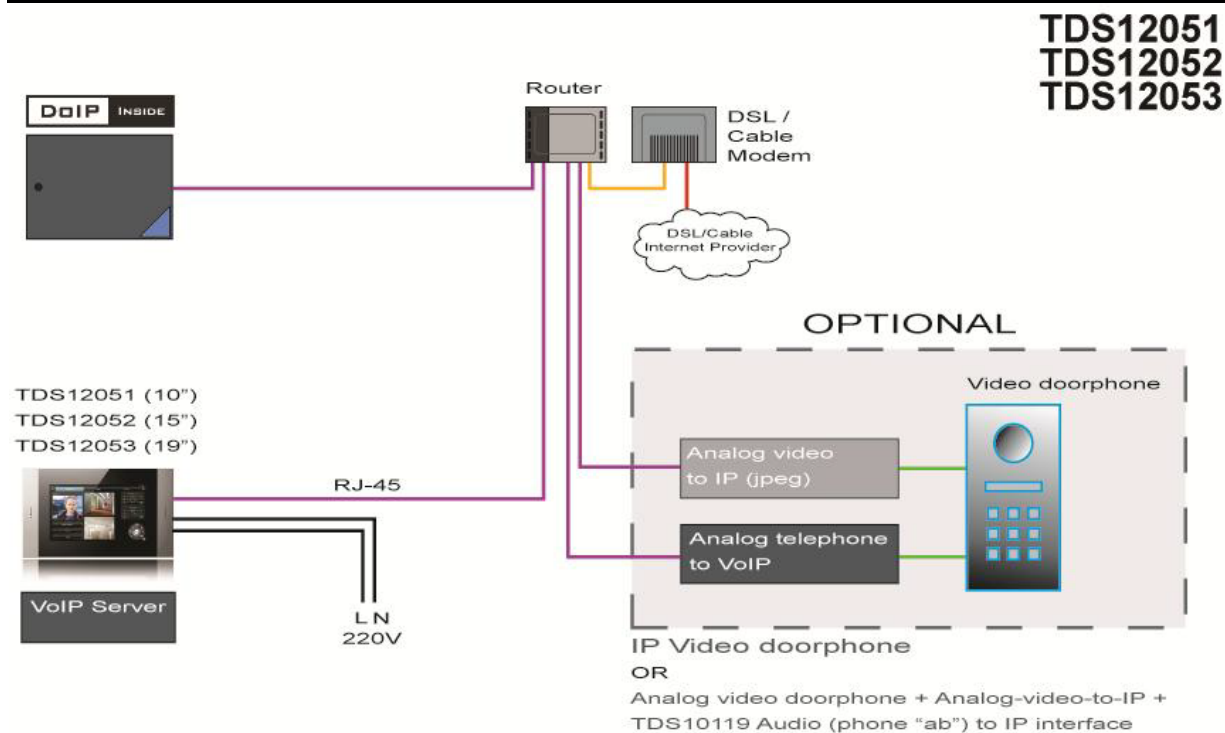 TDS12051
TDS12052
TDS12053
Router
DoIP INSIDE
DSL /
Cable
Modem
DSL/Cable
Internet Provider
OPTIONAL
Video doorphone
TDS12051 (10”)
TDS12052 (15”)
TDS12053 (19”)
Analog video
to IP (jpeg)
RJ-45
Analog telephone
to VoIP
VoIP Server
L N
220V
IP Video doorphone
OR
Analog video doorphone + Analog-video-to-IP +
TDS10119 Audio (phone “ab”) to IP interface